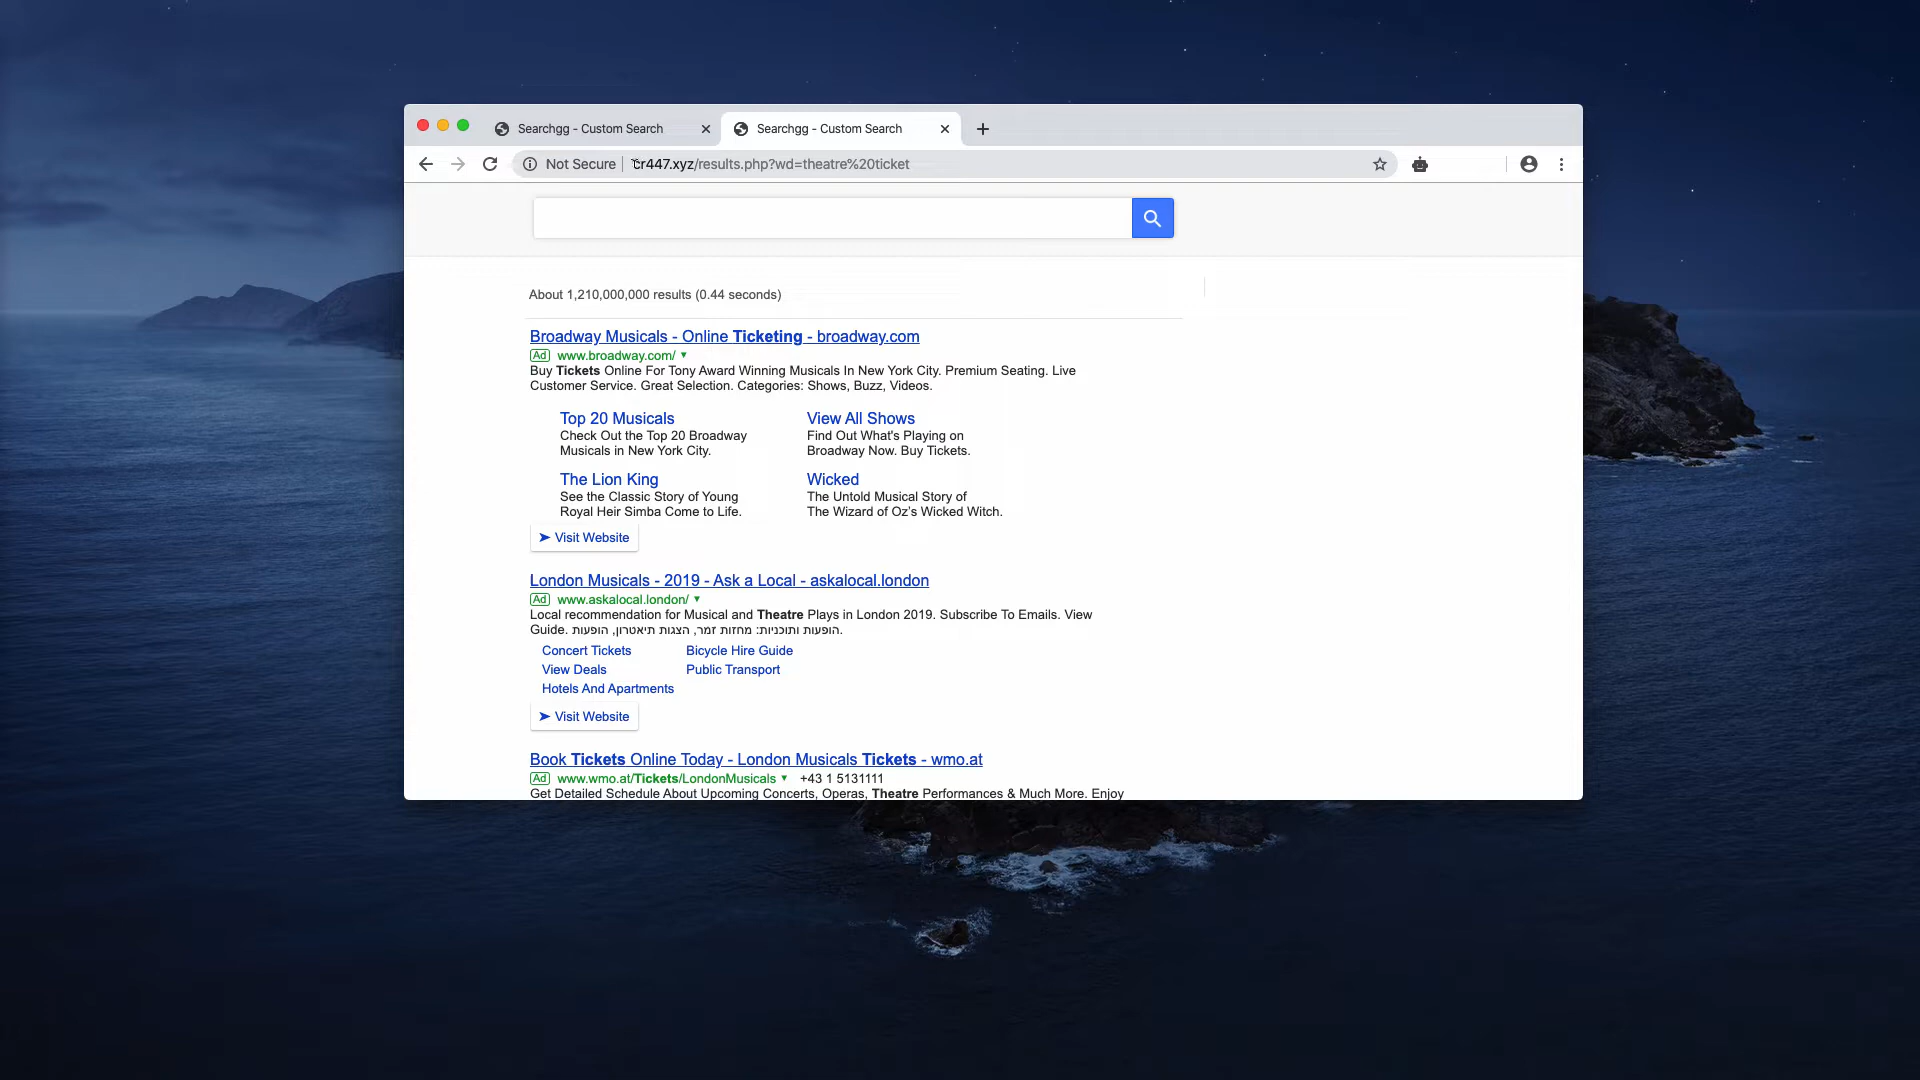 Searchgg - Custom Search
Searchgg - Custom Search
Not Secure
cr447.xyz/results.php?wd=theatre%20ticket
About 1,210,000,000 results (0.44 seconds)
Broadway Musicals - Online Ticketing - broadway.com
Ad www.broadway.com/
Buy Tickets Online For Tony Award Winning Musicals In New York City. Premium Seating. Live
Customer Service. Great Selection. Categories: Shows, Buzz, Videos.
Top 20 Musicals
Check Out the Top 20 Broadway
Musicals in New York City.
View All Shows
Find Out What's Playing on
Broadway Now. Buy Tickets.
The Lion King
See the Classic Story of Young
Royal Heir Simba Come to Life.
Wicked
The Untold Musical Story of
The Wizard of Oz's Wicked Witch.
Visit Website
London Musicals - 2019 - Ask a Local - askalocal.london
Ad www.askalocal.london/
Local recommendation for Musical and Theatre Plays in London 2019. Subscribe To Emails. View
Guide. הופעות ותוכניות: מחזות זמר, הצגות תיאטרון, הופעות.
Concert Tickets
Bicycle Hire Guide
View Deals
Public Transport
Hotels And Apartments
Visit Website
Book Tickets Online Today - London Musicals Tickets - wmo.at
Ad www.wmo.at/Tickets/LondonMusicals +43 1 5131111
Get Detailed Schedule About Upcoming Concerts, Operas, Theatre Performances & Much More. Enjoy